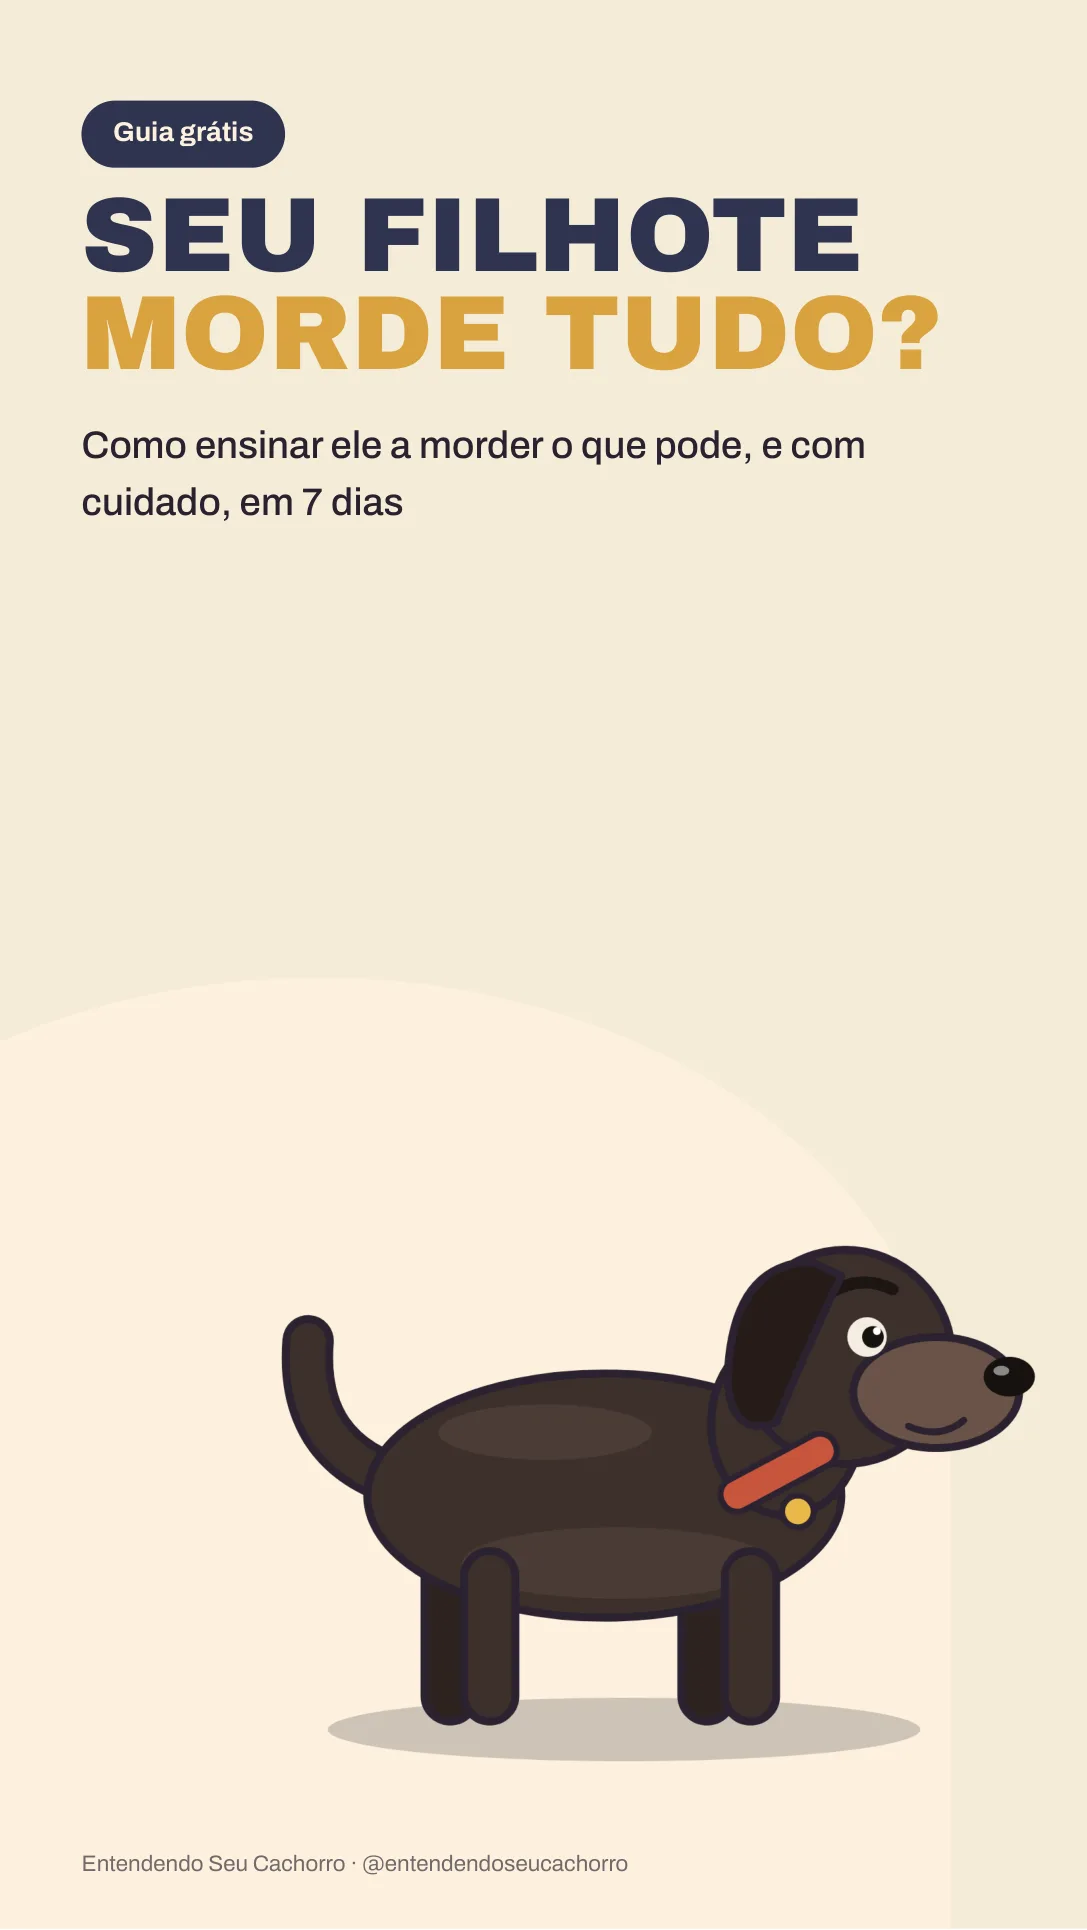 Guia grátis
SEU FILHOTE
MORDE TUDO?
Como ensinar ele a morder o que pode, e com
cuidado, em 7 dias
Entendendo Seu Cachorro · @entendendoseucachorro